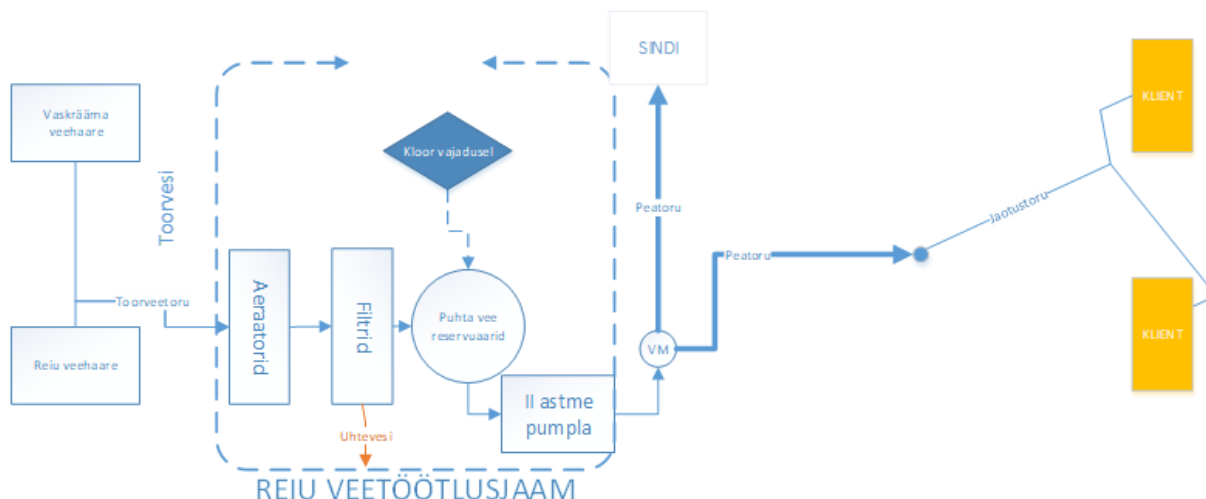 SINDI
Vaskrääma
veehaare
KLIENT
Kloor vajadusel
Toorvesi
Peatoru
Jaotustoru
Peatoru
Aeraatorid
Filtrid
Toorveetoru
Puhta vee
reservuaarid
KLIENT
VM
Reiu veehaare
II astme
pumpla
Uhtevesi
REIU VEETÖÖTLUSJAAM